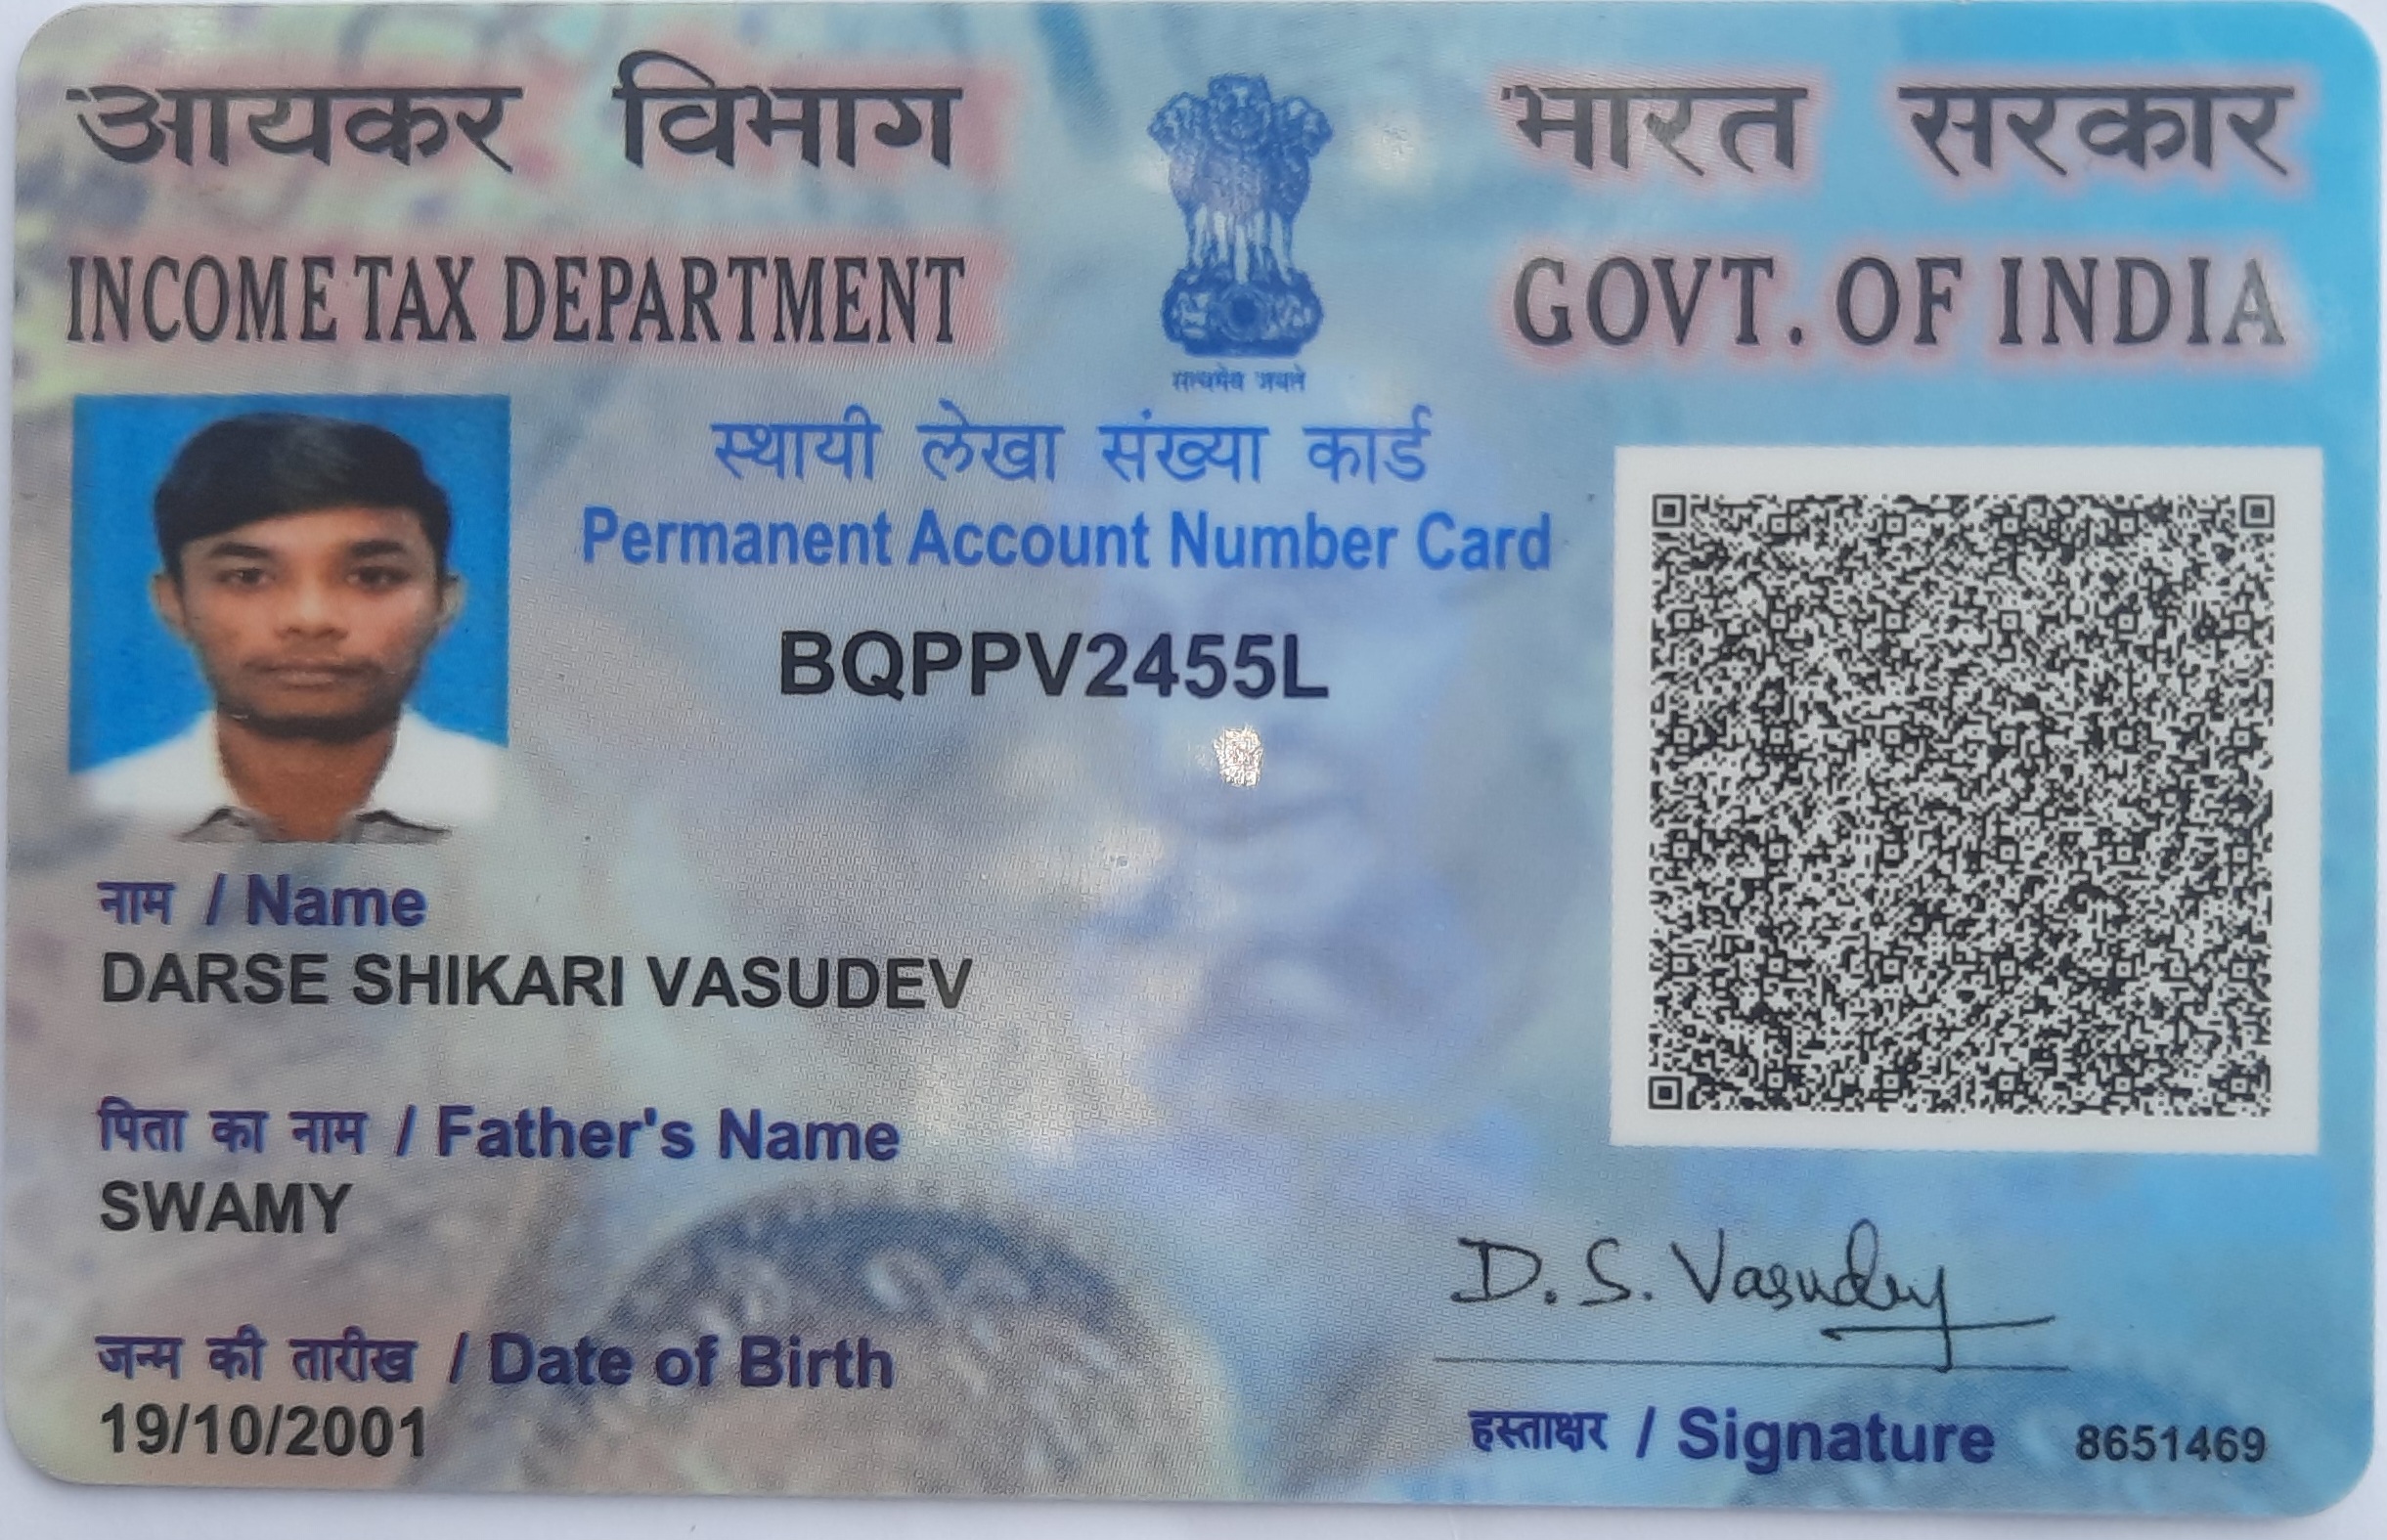 आयकर विभाग
INCOME TAX DEPARTMENT
सत्यमेव जयते
भारत सरकार
GOVT. OF INDIA
स्थायी लेखा संख्या कार्ड
Permanent Account Number Card
BQPPV2455L
नाम / Name
DARSE SHIKARI VASUDEV
पिता का नाम / Father's Name
SWAMY
जन्म की तारीख / Date of Birth
19/10/2001
D. S. Vasudev
हस्ताक्षर / Signature 8651469